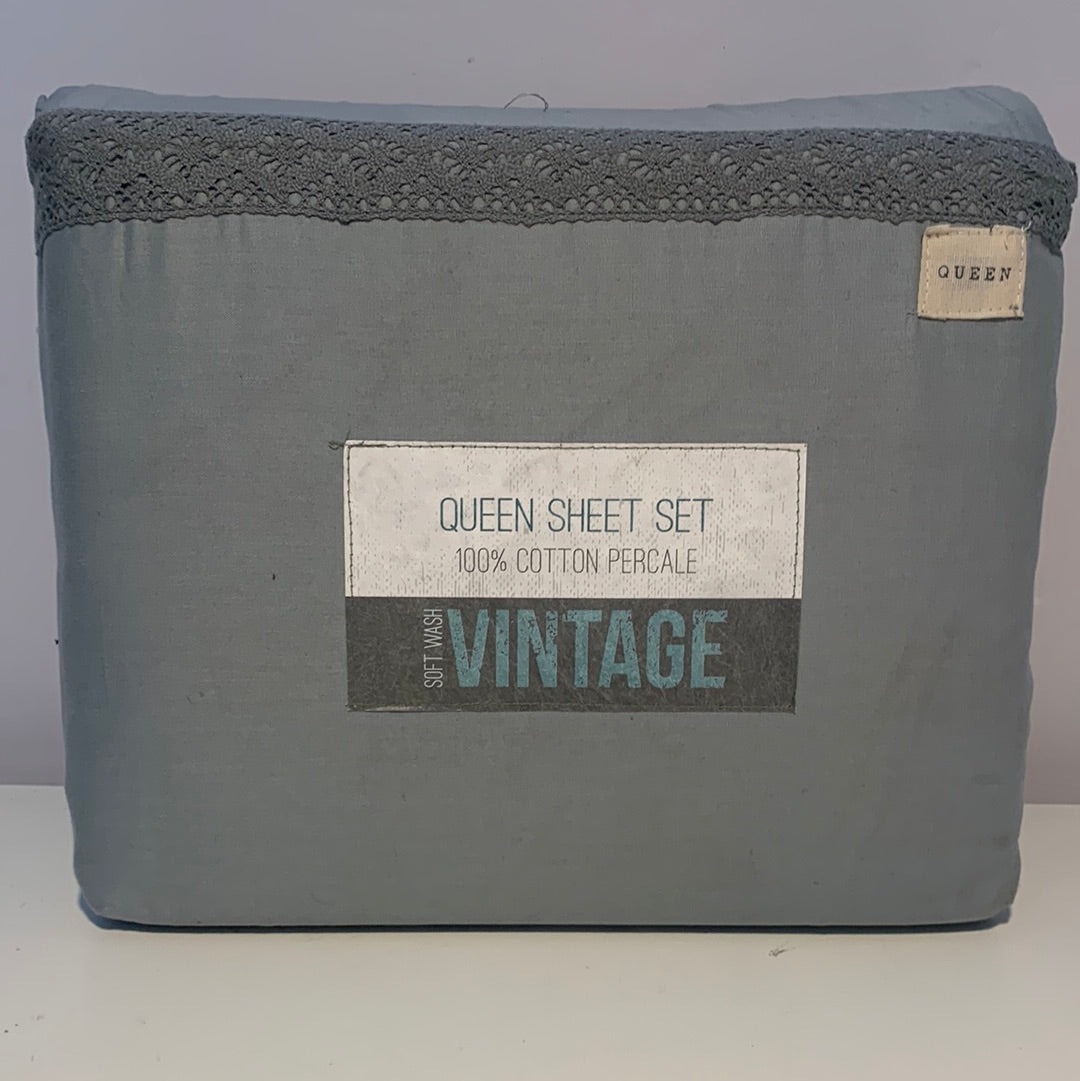 QUEEN
QUEEN SHEET SET
100% COTTON PERCALE
SOFT WASH
VINTAGE